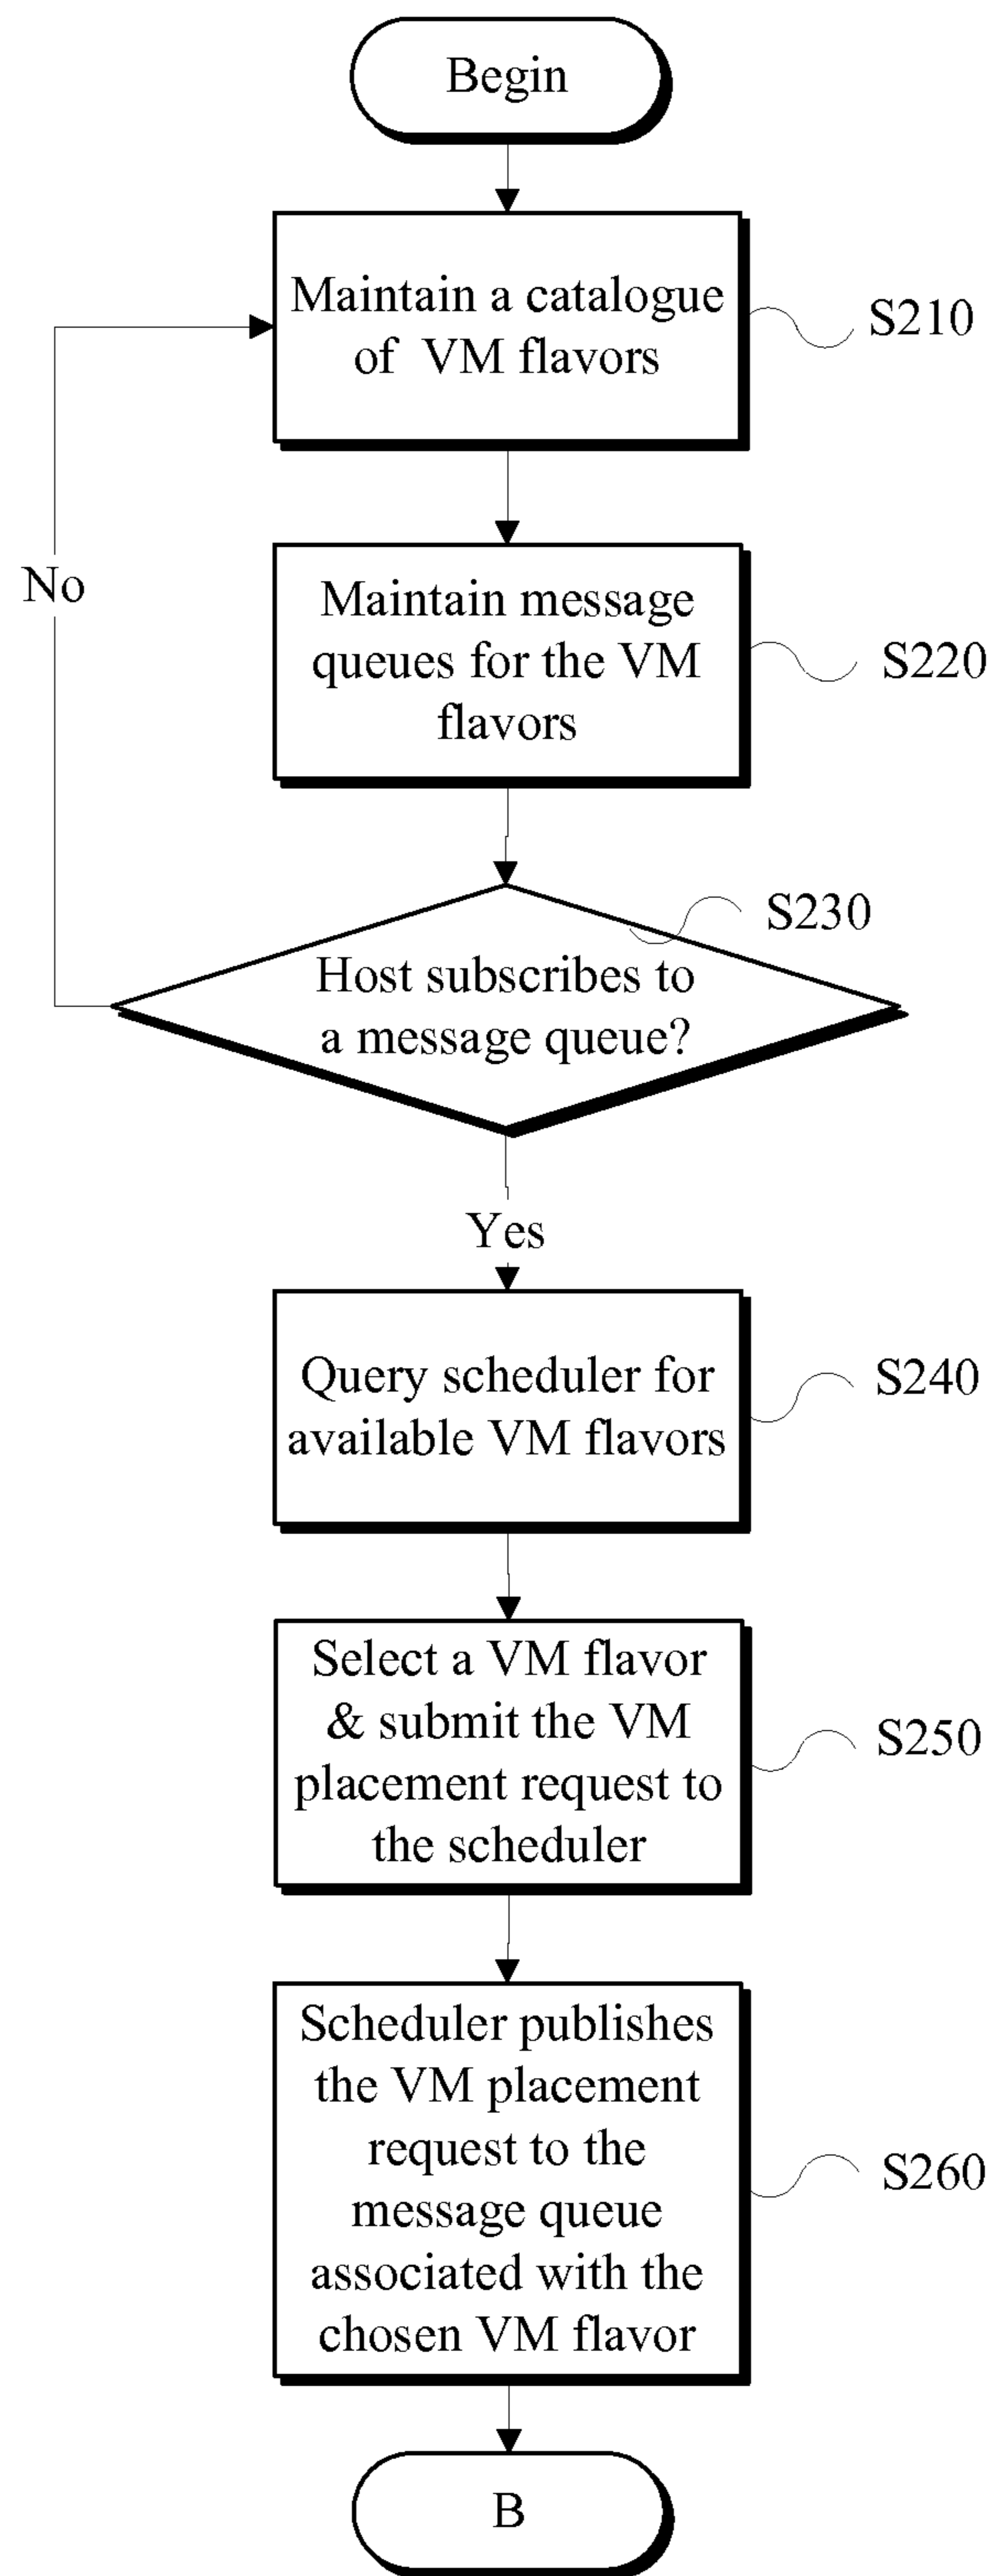 Begin
Maintain a catalogue
of VM flavors
S210
No
Maintain message
queues for the VM
flavors
S220
S230
Host subscribes to
a message queue?
Yes
Query scheduler for
available VM flavors
S240
Select a VM flavor
& submit the VM
placement request to
the scheduler
S250
Scheduler publishes
the VM placement
request to the
message queue
associated with the
chosen VM flavor
S260
B